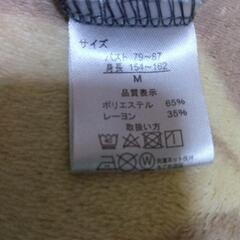 サイズ
バスト 79～87
身長 154～162
M
品質表示
ポリエステル 65%
レーヨン 35%
取扱い方